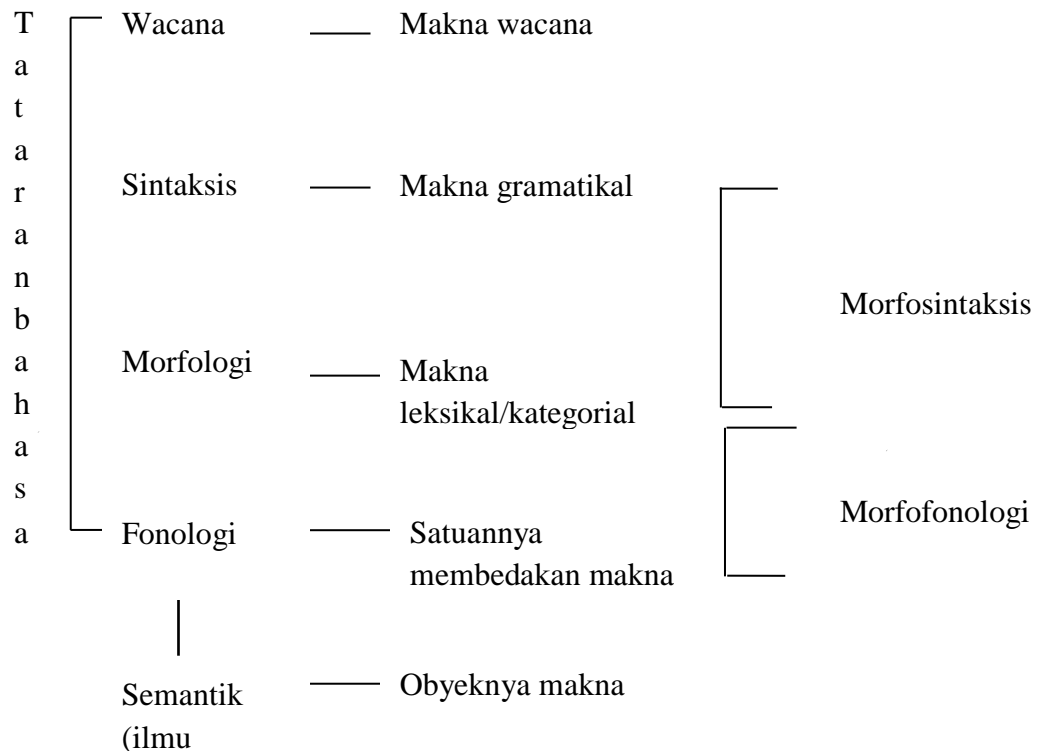 Tataranbahasa
Wacana
Makna wacana
Sintaksis
Makna gramatikal
Morfosintaksis
Morfologi
Makna
leksikal/kategorial
Morfofonologi
Fonologi
Satuannya
membedakan makna
Semantik
(ilmu
Obyeknya makna